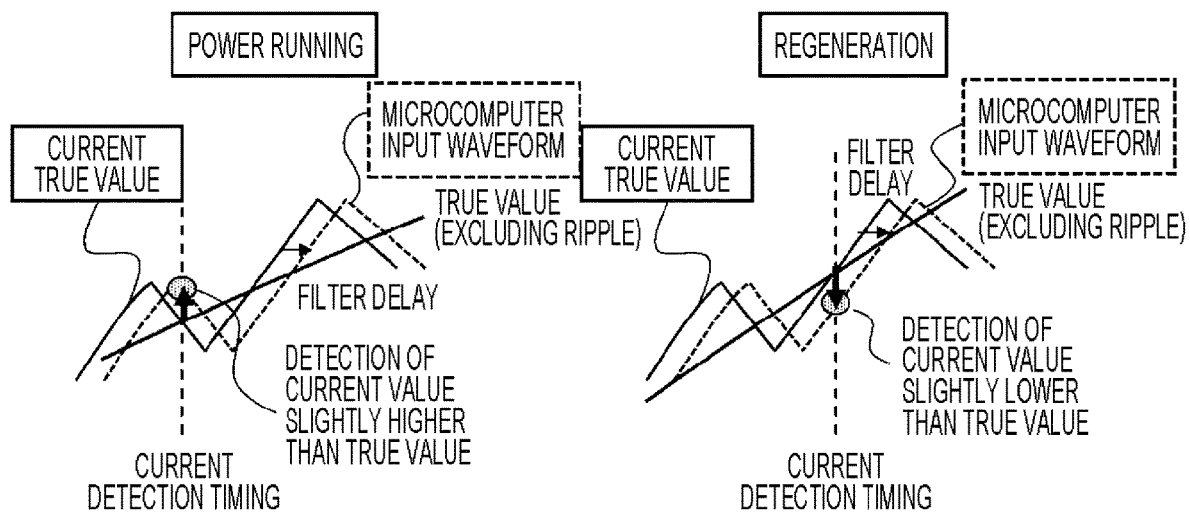 POWER RUNNING
MICROCOMPUTER
INPUT WAVEFORM
CURRENT
TRUE VALUE
TRUE VALUE
(EXCLUDING RIPPLE)
FILTER DELAY
DETECTION OF
CURRENT VALUE
SLIGHTLY HIGHER
THAN TRUE VALUE
CURRENT
DETECTION TIMING
REGENERATION
MICROCOMPUTER
INPUT WAVEFORM
CURRENT
TRUE VALUE
FILTER
DELAY
TRUE VALUE
(EXCLUDING RIPPLE)
DETECTION OF
CURRENT VALUE
SLIGHTLY LOWER
THAN TRUE VALUE
CURRENT
DETECTION TIMING